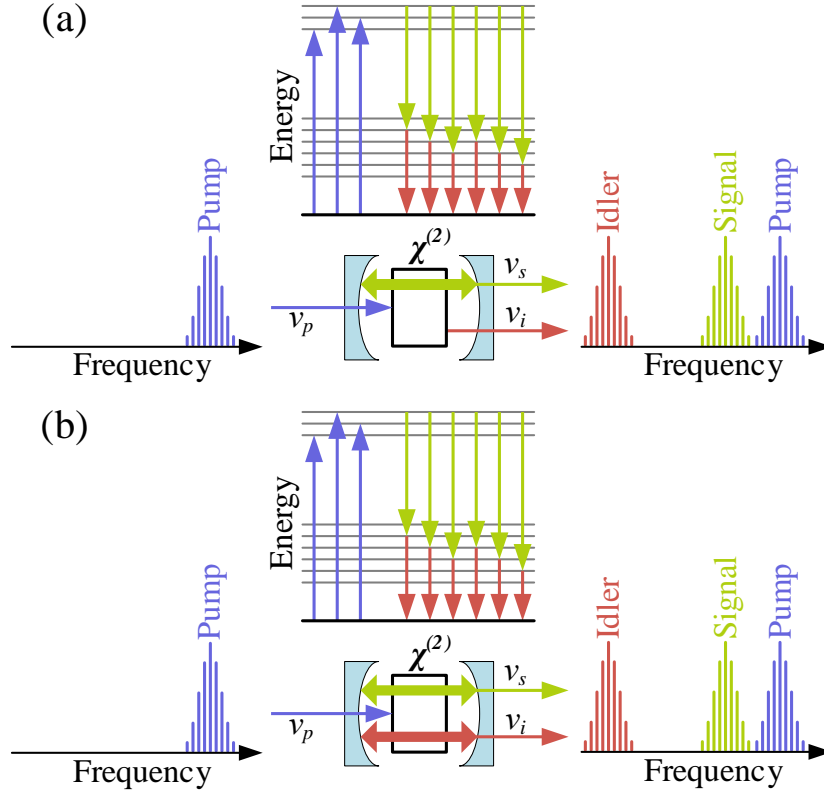 (a)
Energy
Pump
Idler
Signal
Pump
χ(2)
νs
νp
νi
Frequency
Frequency
(b)
Energy
Pump
Idler
Signal
Pump
χ(2)
νs
νp
νi
Frequency
Frequency